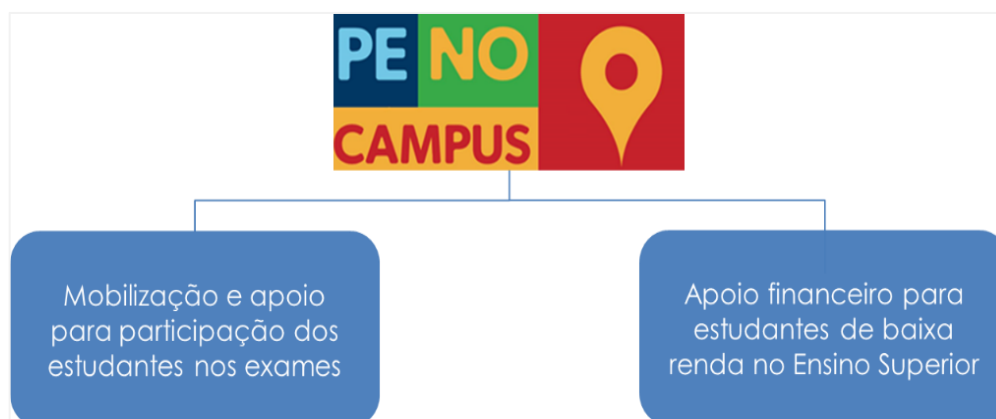 PE NO
CAMPUS
Mobilização e apoio
para participação dos
estudantes nos exames
Apoio financeiro para
estudantes de baixa
renda no Ensino Superior